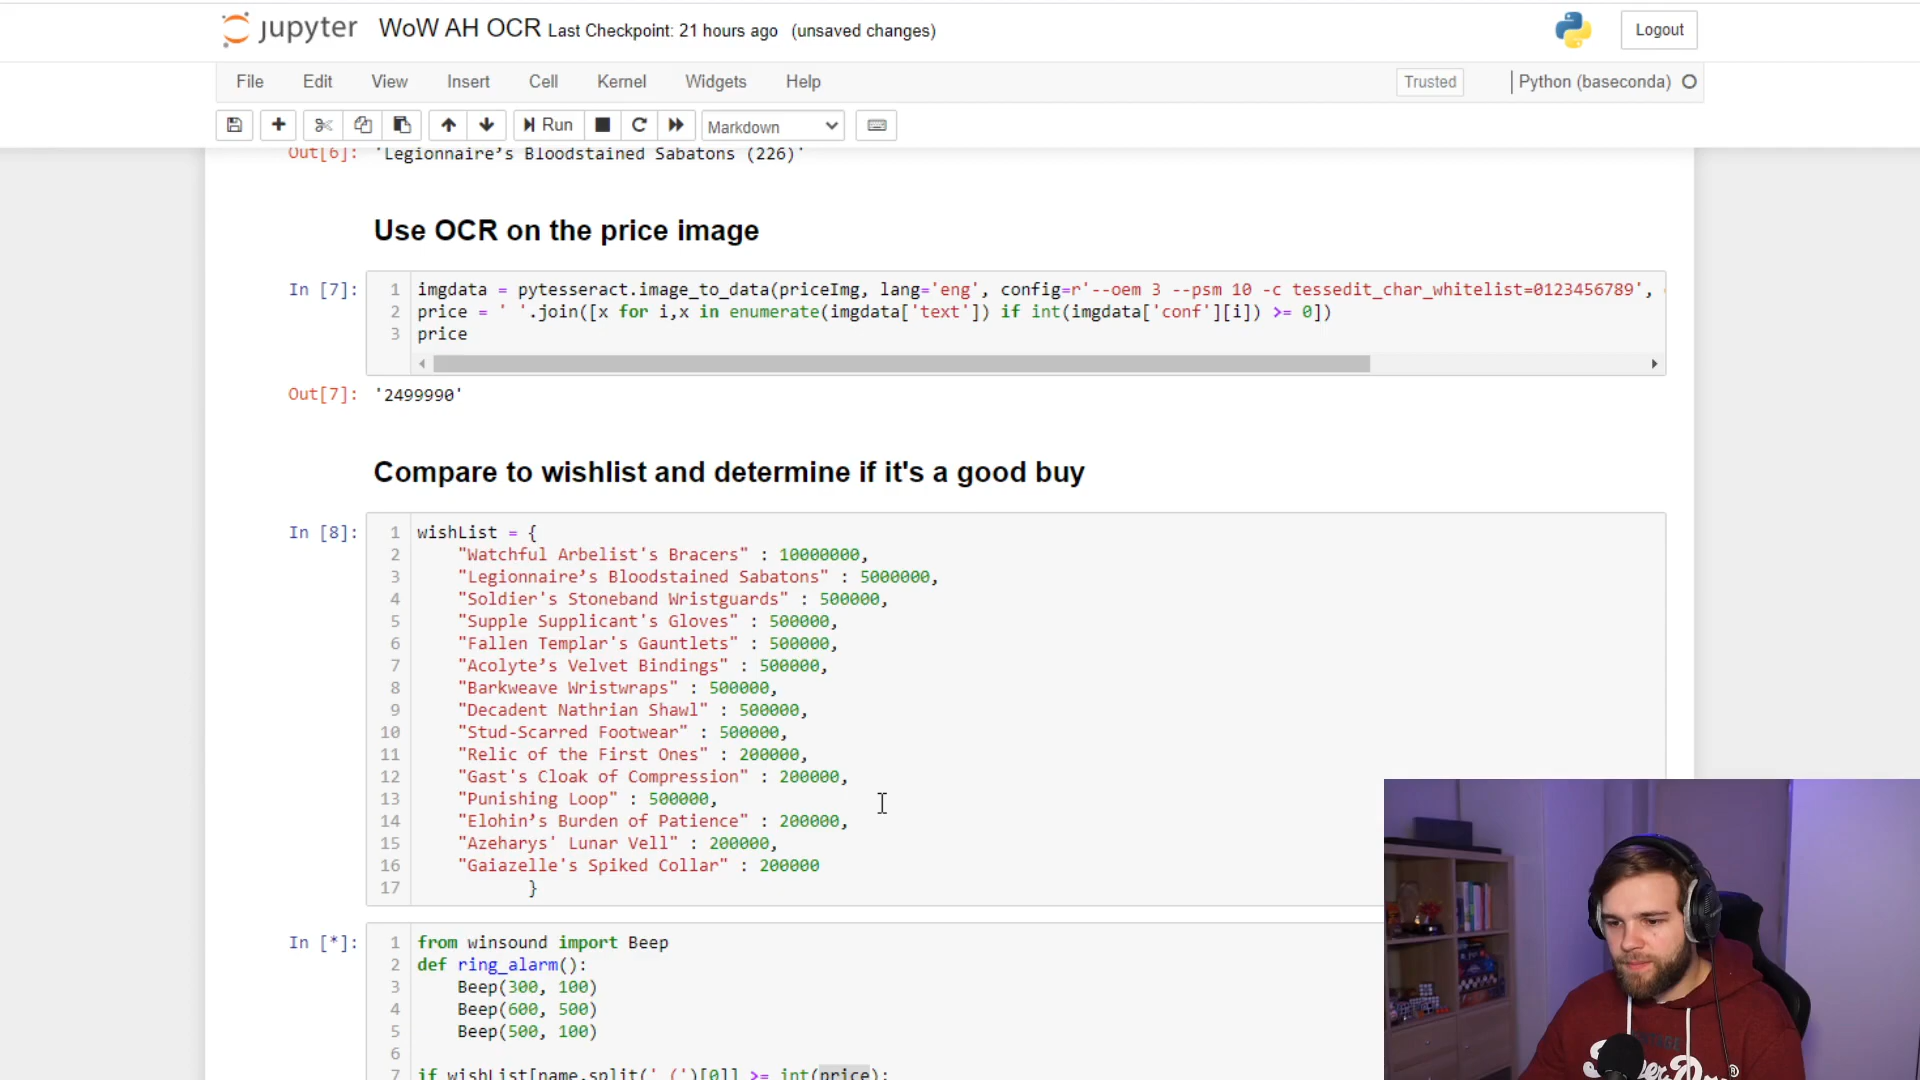 jupyter WoW AH OCR Last Checkpoint: 21 hours ago (unsaved changes) Logout
File Edit View Insert Cell Kernel Widgets Help Trusted Python (baseconda)
Run Markdown
Out[6]: 'Legionnaire’s Bloodstained Sabatons (226)'
Use OCR on the price image
In [7]: 1 imgdata = pytesseract.image_to_data(priceImg, lang='eng', config=r'--oem 3 --psm 10 -c tessedit_char_whitelist=0123456789',
2 price = ' '.join([x for i,x in enumerate(imgdata['text']) if int(imgdata['conf'][i]) >= 0])
3 price
Out[7]: '2499990'
Compare to wishlist and determine if it's a good buy
In [8]: 1 wishList = {
2 "Watchful Arbelist's Bracers" : 10000000,
3 "Legionnaire’s Bloodstained Sabatons" : 5000000,
4 "Soldier's Stoneband Wristguards" : 500000,
5 "Supple Supplicant's Gloves" : 500000,
6 "Fallen Templar's Gauntlets" : 500000,
7 "Acolyte’s Velvet Bindings" : 500000,
8 "Barkweave Wristwraps" : 500000,
9 "Decadent Nathrian Shawl" : 500000,
10 "Stud-Scarred Footwear" : 500000,
11 "Relic of the First Ones" : 200000,
12 "Gast's Cloak of Compression" : 200000,
13 "Punishing Loop" : 500000,
14 "Elohin’s Burden of Patience" : 200000,
15 "Azeharys' Lunar Vell" : 200000,
16 "Gaiazelle's Spiked Collar" : 200000
17 }
In [*]: 1 from winsound import Beep
2 def ring_alarm():
3 Beep(300, 100)
4 Beep(600, 500)
5 Beep(500, 100)
6
7 if wishList[name.split(' (')[0]] >= int(price):